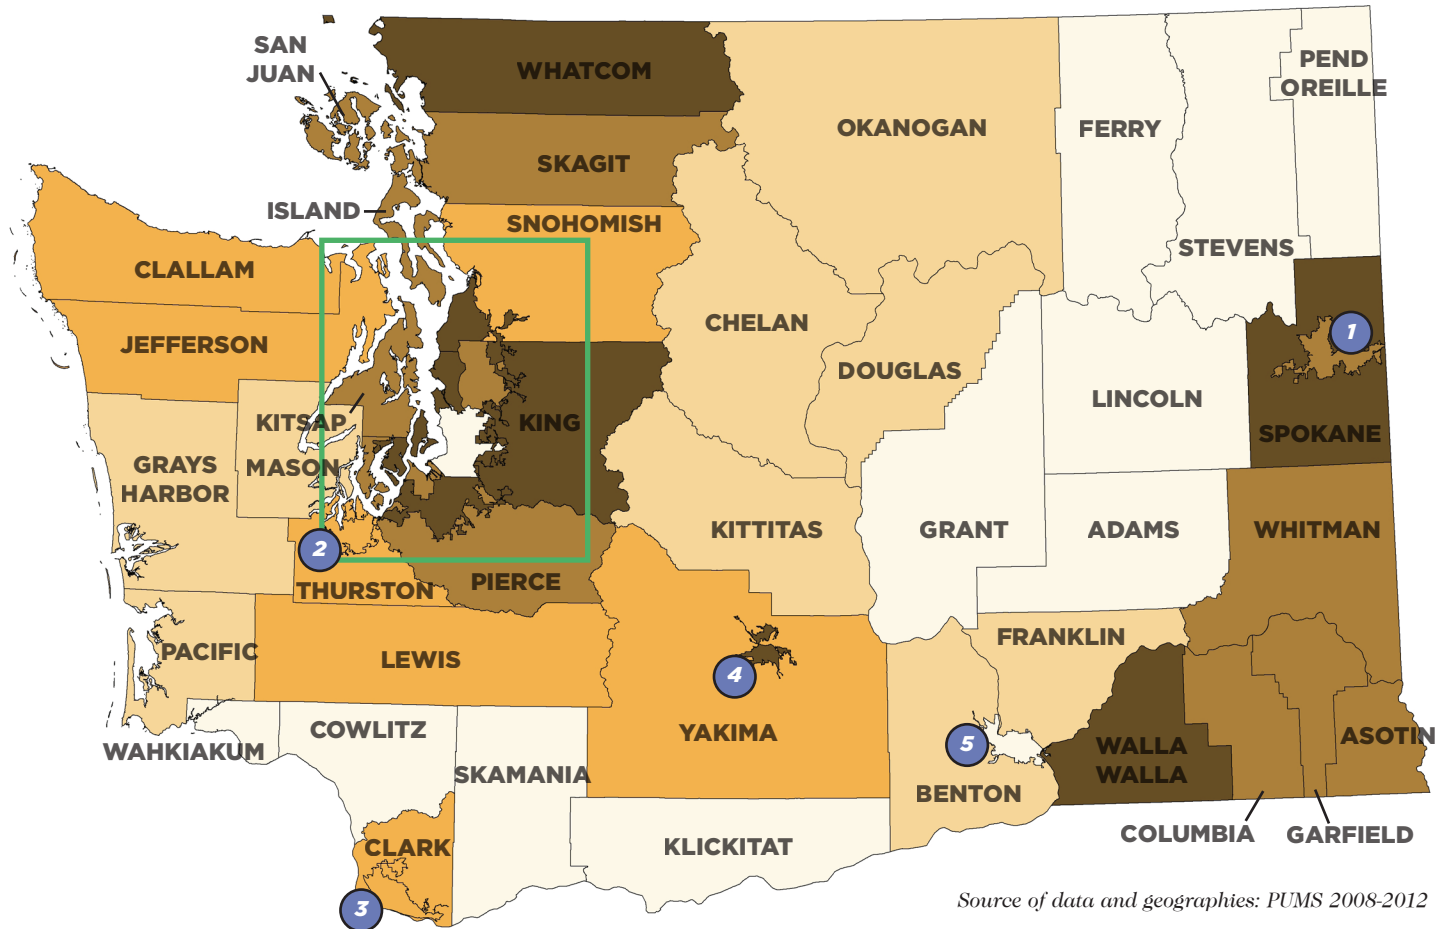 SAN
JUAN
WHATCOM
PEND
OREILLE
OKANOGAN
FERRY
SKAGIT
ISLAND
SNOHOMISH
STEVENS
CLALLAM
CHELAN
1
JEFFERSON
DOUGLAS
LINCOLN
KITSAP
KING
SPOKANE
GRAYS
HARBOR
MASON
KITTITAS
GRANT
ADAMS
WHITMAN
2
THURSTON
PIERCE
FRANKLIN
PACIFIC
LEWIS
4
COWLITZ
YAKIMA
5
ASOTIN
WAHKIAKUM
WALLA
WALLA
SKAMANIA
BENTON
COLUMBIA
GARFIELD
CLARK
KLICKITAT
3
Source of data and geographies: PUMS 2008-2012